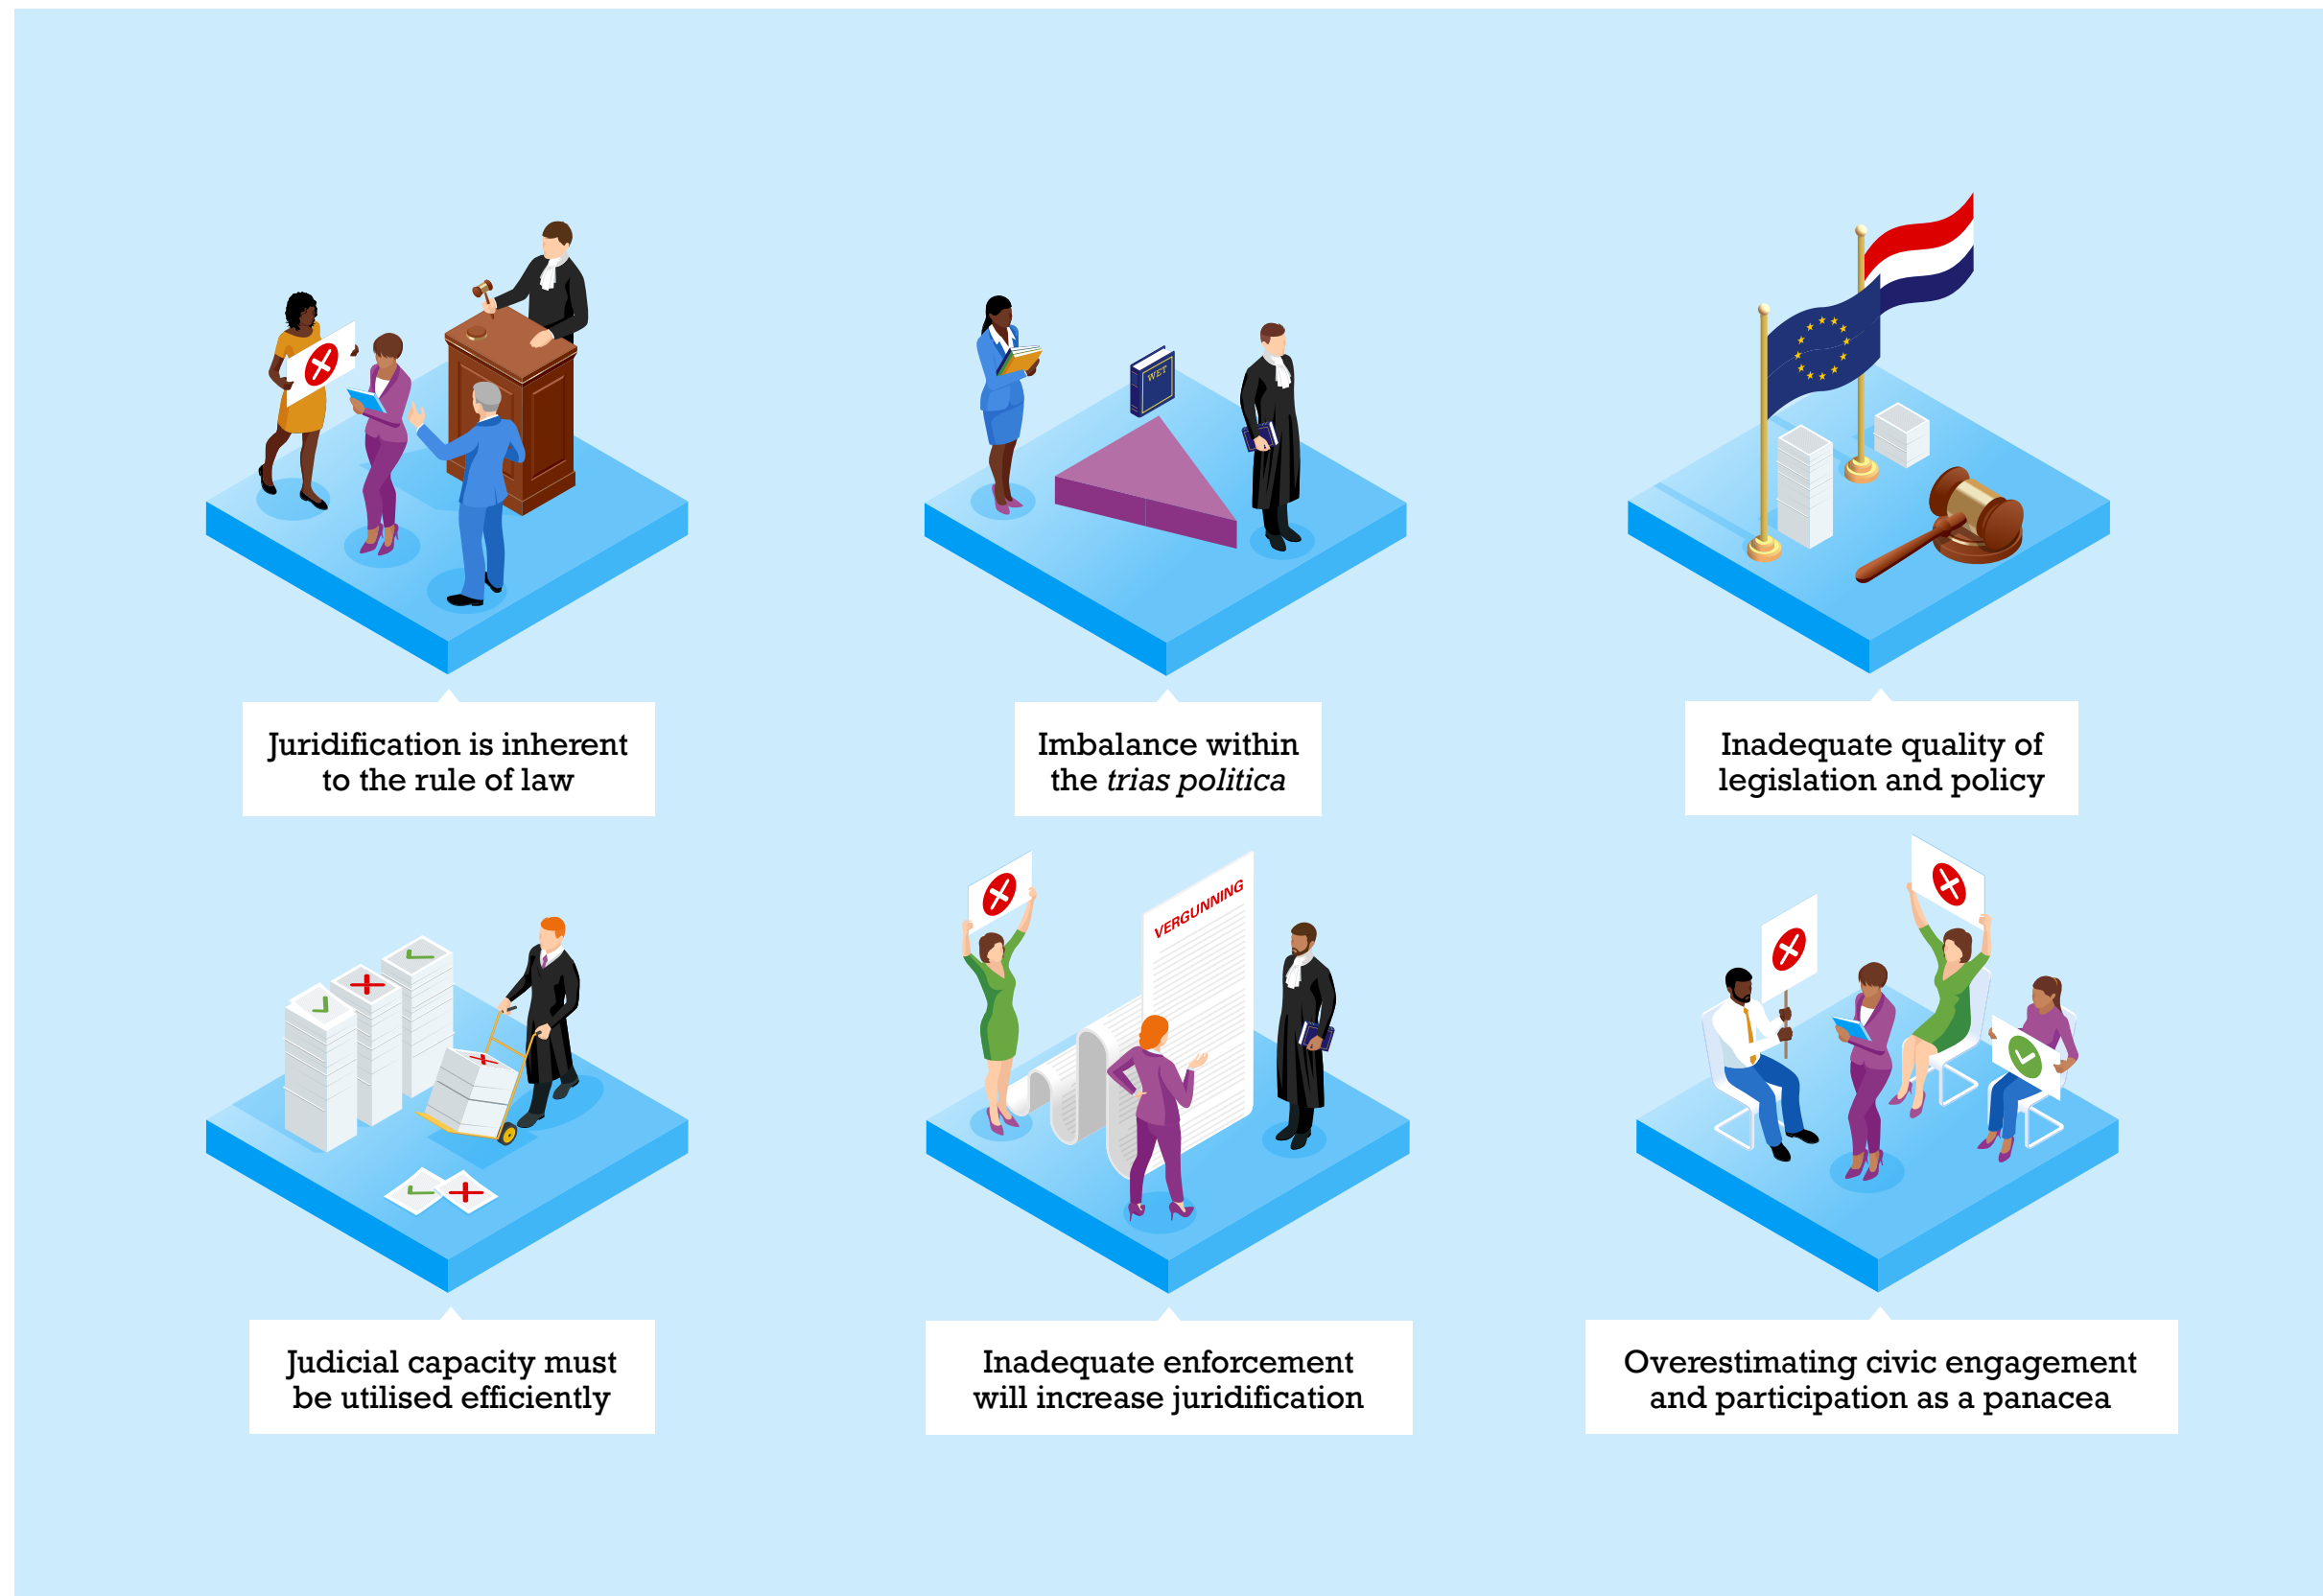 WET
Juridification is inherent
to the rule of law
Imbalance within
the trias politica
Inadequate quality of
legislation and policy
VERGUNNING
Judicial capacity must
be utilised efficiently
Inadequate enforcement
will increase juridification
Overestimating civic engagement
and participation as a panacea